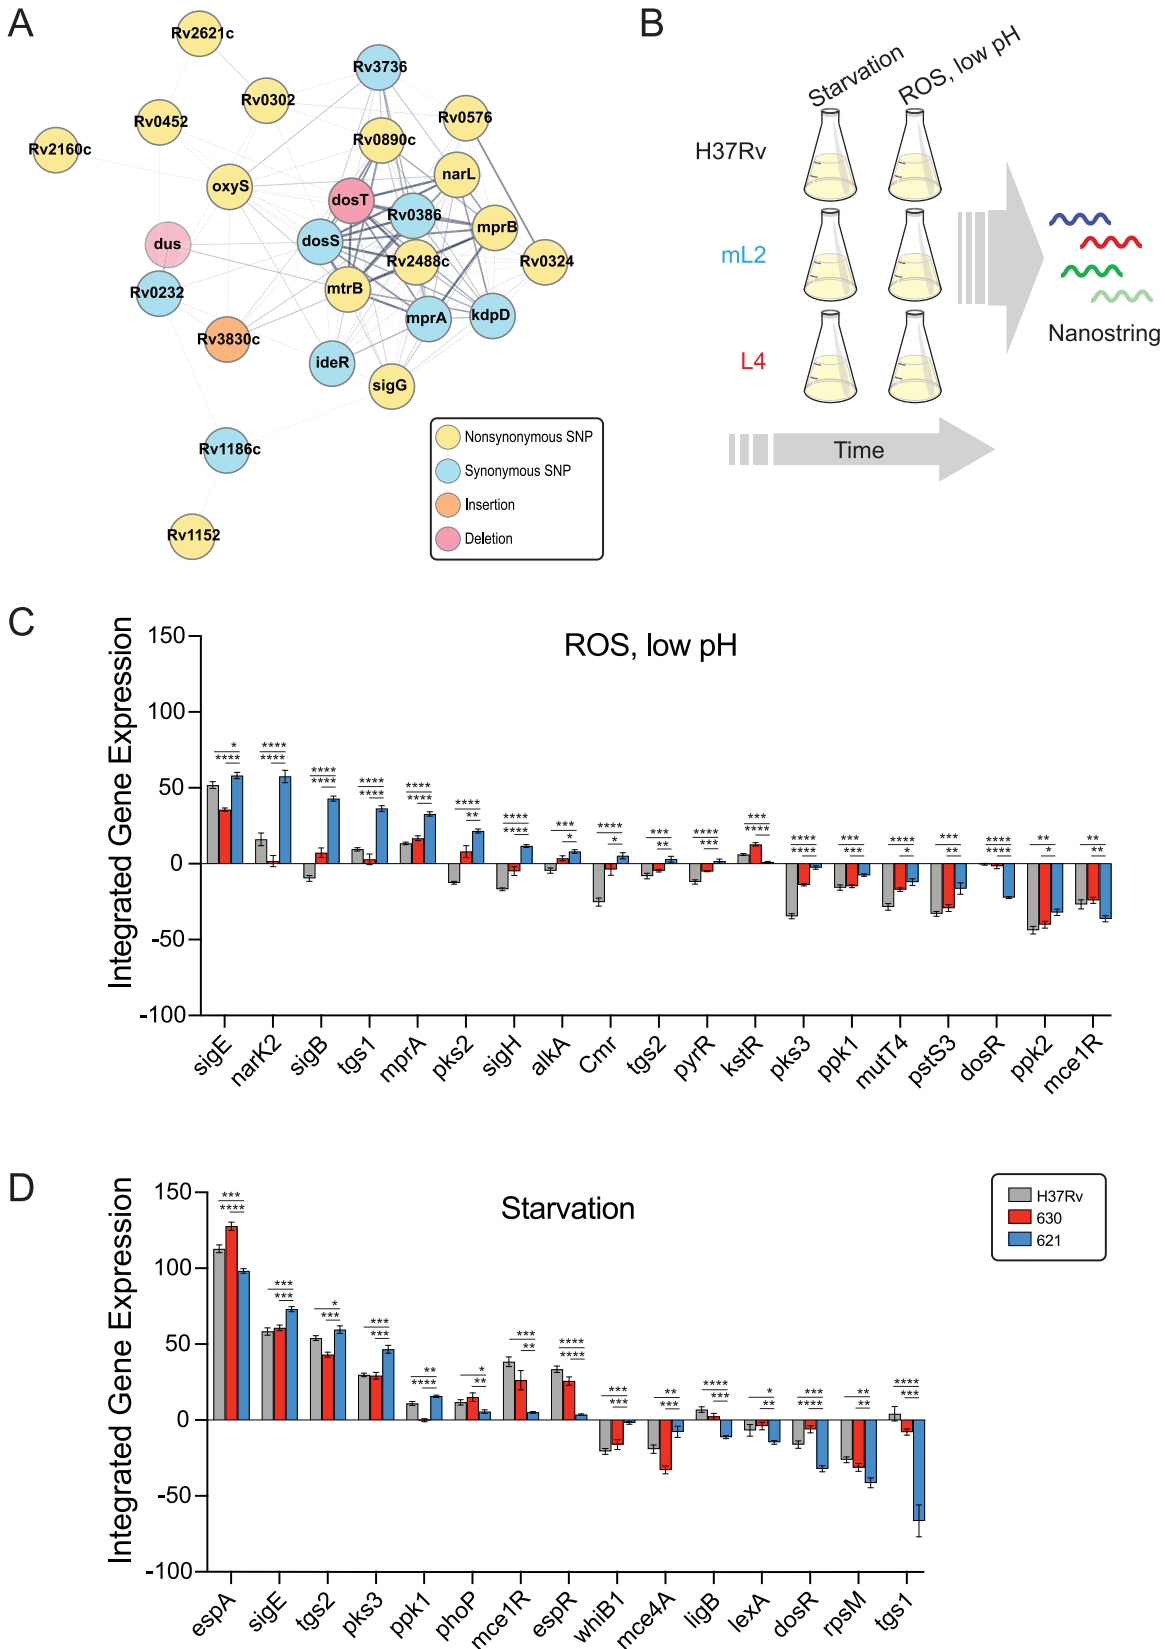 A
Rv2621c
Rv3736
Rv0302
Rv0576
Rv0452
Rv0890c
Rv2160c
narL
oxyS
dosT
Rv0386
mprB
dus
dosS
Rv2488c
Rv0324
Rv0232
mtrB
mprA
kdpD
Rv3830c
ideR
sigG
Rv1186c
Rv1152
Nonsynonymous SNP
Synonymous SNP
Insertion
Deletion
B
Starvation
ROS, low pH
H37Rv
mL2
L4
Nanostring
Time
C
ROS, low pH
Integrated Gene Expression
150
100
50
0
-50
-100
* **** **** **** **** **** **** **** **** **** **** ** **** **** *** * **** * *** ** **** *** *** **** **** **** *** *** **** * *** ** **** **** ** * ** **
sigE narK2 sigB tgs1 mprA pks2 sigH alkA Cmr tgs2 pyrR kstR pks3 ppk1 mutT4 pstS3 dosR ppk2 mce1R
D
Starvation
Integrated Gene Expression
150
100
50
0
-50
-100
*** **** *** *** * *** *** *** ** **** * ** *** ** **** **** *** *** ** *** **** *** * ** *** **** ** ** **** ***
espA sigE tgs2 pks3 ppk1 phoP mce1R espR whiB1 mce4A ligB lexA dosR rpsM tgs1
H37Rv
630
621